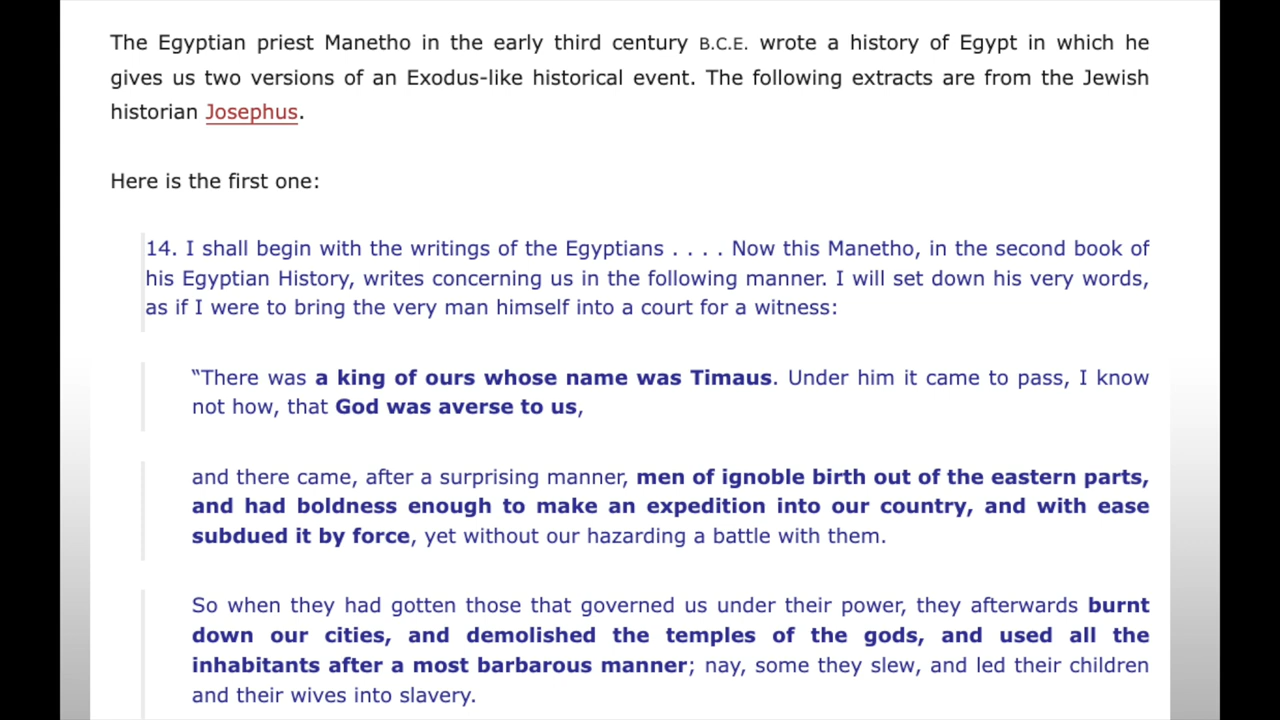 The Egyptian priest Manetho in the early third century B.C.E. wrote a history of Egypt in which he
gives us two versions of an Exodus-like historical event. The following extracts are from the Jewish
historian Josephus.
Here is the first one:
14. I shall begin with the writings of the Egyptians . . . . Now this Manetho, in the second book of
his Egyptian History, writes concerning us in the following manner. I will set down his very words,
as if I were to bring the very man himself into a court for a witness:
“There was a king of ours whose name was Timaus. Under him it came to pass, I know
not how, that God was averse to us,
and there came, after a surprising manner, men of ignoble birth out of the eastern parts,
and had boldness enough to make an expedition into our country, and with ease
subdued it by force, yet without our hazarding a battle with them.
So when they had gotten those that governed us under their power, they afterwards burnt
down our cities, and demolished the temples of the gods, and used all the
inhabitants after a most barbarous manner; nay, some they slew, and led their children
and their wives into slavery.